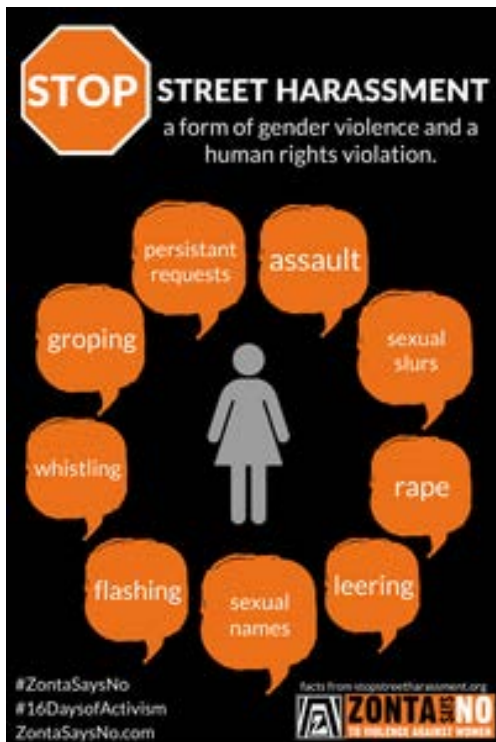 STOP STREET HARASSMENT
a form of gender violence and a
human rights violation.
persistant
requests
assault
groping
sexual
slurs
whistling
rape
flashing
sexual
names
leering
#ZontaSaysNo
#16DaysofActivism
ZontaSaysNo.com
facts from stopstreetharassment.org
ZONTA SAYS NO
TO VIOLENCE AGAINST WOMEN